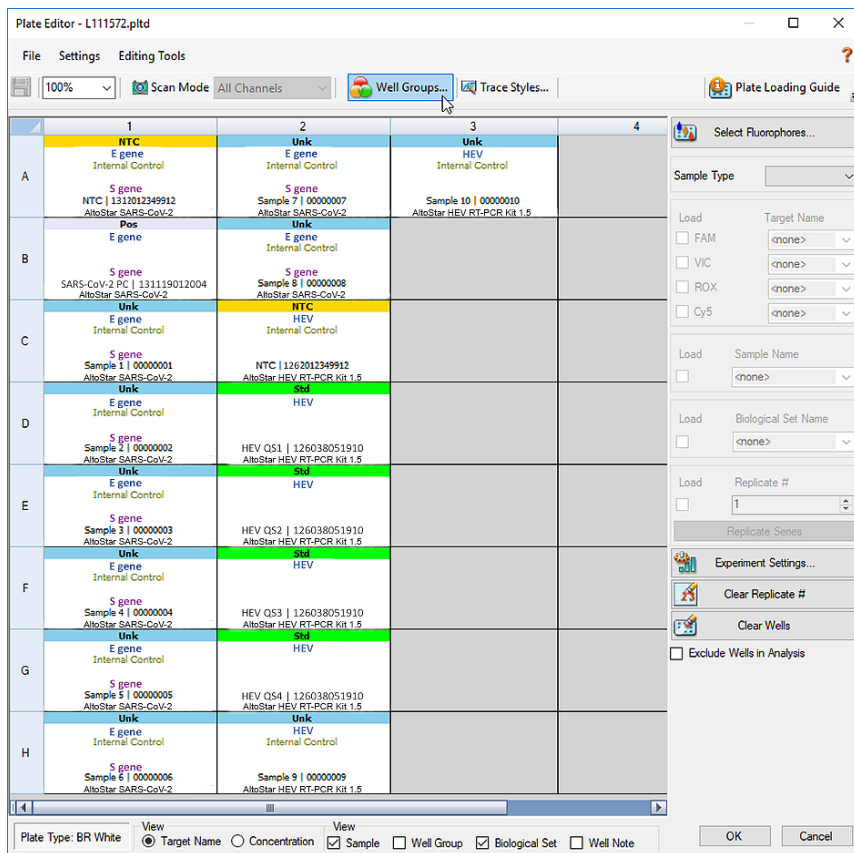 Plate Editor - L111572.pltd
File Settings Editing Tools ?
100% Scan Mode All Channels Well Groups... Trace Styles... Plate Loading Guide
1 2 3 4
A
NTC
E gene
Internal Control
S gene
NTC | 1312012349912
AltoStar SARS-CoV-2
Unk
E gene
Internal Control
S gene
Sample 7 | 00000007
AltoStar SARS-CoV-2
Unk
HEV
Internal Control
Sample 10 | 00000010
AltoStar HEV RT-PCR Kit 1.5
B
Pos
E gene
S gene
SARS-CoV-2 PC | 131119012004
AltoStar SARS-CoV-2
Unk
E gene
Internal Control
S gene
Sample 8 | 00000008
AltoStar SARS-CoV-2
C
Unk
E gene
Internal Control
S gene
Sample 1 | 00000001
AltoStar SARS-CoV-2
NTC
HEV
Internal Control
NTC | 1262012349912
AltoStar HEV RT-PCR Kit 1.5
D
Unk
E gene
Internal Control
S gene
Sample 2 | 00000002
AltoStar SARS-CoV-2
Std
HEV
HEV QS1 | 126038051910
AltoStar HEV RT-PCR Kit 1.5
E
Unk
E gene
Internal Control
S gene
Sample 3 | 00000003
AltoStar SARS-CoV-2
Std
HEV
HEV QS2 | 126038051910
AltoStar HEV RT-PCR Kit 1.5
F
Unk
E gene
Internal Control
S gene
Sample 4 | 00000004
AltoStar SARS-CoV-2
Std
HEV
HEV QS3 | 126038051910
AltoStar HEV RT-PCR Kit 1.5
G
Unk
E gene
Internal Control
S gene
Sample 5 | 00000005
AltoStar SARS-CoV-2
Std
HEV
HEV QS4 | 126038051910
AltoStar HEV RT-PCR Kit 1.5
H
Unk
E gene
Internal Control
S gene
Sample 6 | 00000006
AltoStar SARS-CoV-2
Unk
HEV
Internal Control
Sample 9 | 00000009
AltoStar HEV RT-PCR Kit 1.5
Select Fluorophores...
Sample Type
Load Target Name
FAM <none>
VIC <none>
ROX <none>
Cy5 <none>
Load Sample Name
<none>
Load Biological Set Name
<none>
Load Replicate #
1
Replicate Series
Experiment Settings...
Clear Replicate #
Clear Wells
Exclude Wells in Analysis
Plate Type: BR White
View
Target Name Concentration
View
Sample Well Group Biological Set Well Note
OK Cancel